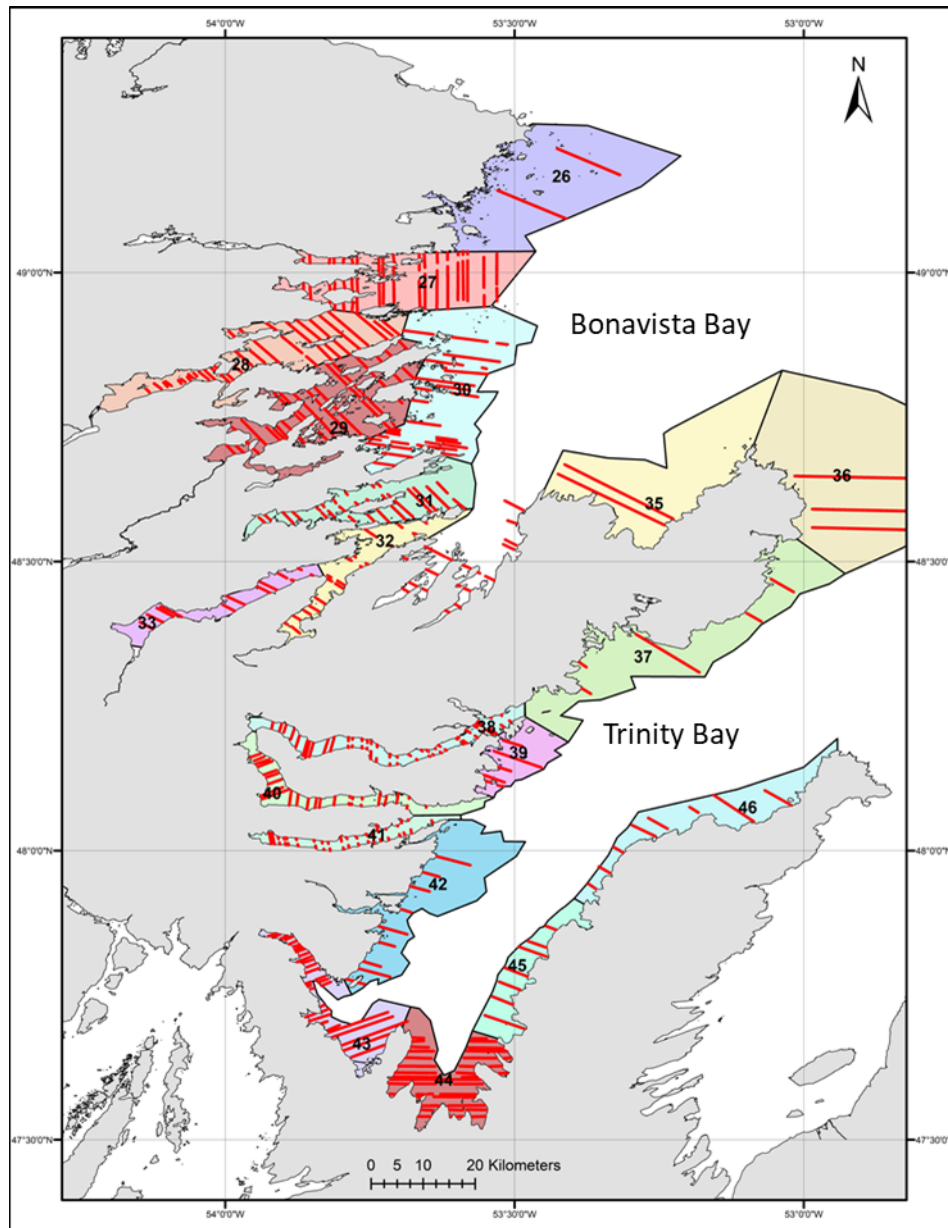 54°0'0"W 53°30'0"W 53°0'0"W
N
26
49°0'0"N 49°0'0"N
27
Bonavista Bay
28
30
29
36
35
31
32
48°30'0"N 48°30'0"N
33
37
38
Trinity Bay
39
40
46
41
48°0'0"N 48°0'0"N
42
45
43
44
47°30'0"N 47°30'0"N
0 5 10 20 Kilometers
54°0'0"W 53°30'0"W 53°0'0"W